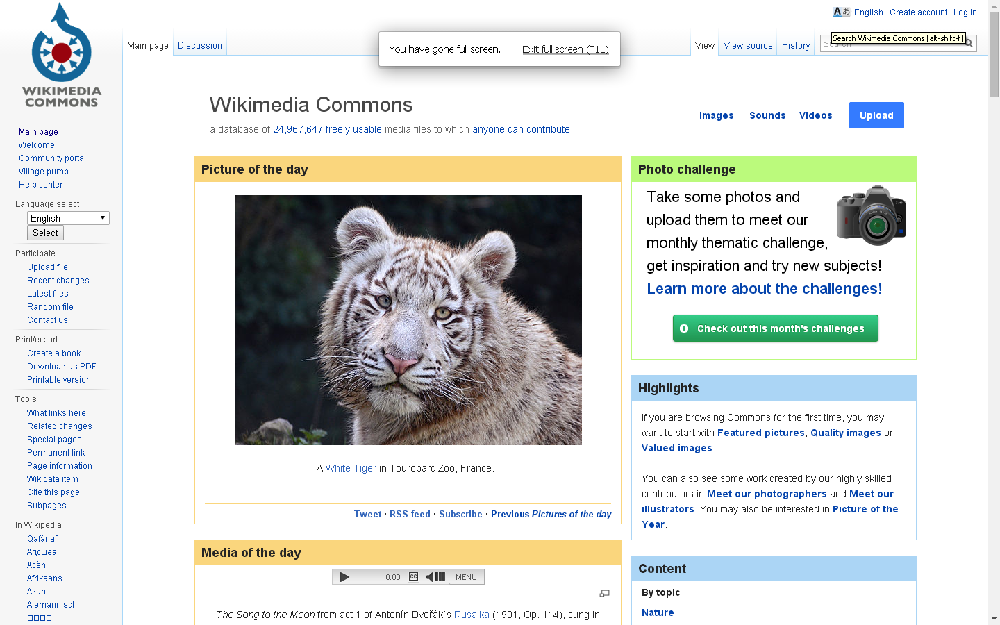 WIKIMEDIA
COMMONS
English Create account Log in
Main page Discussion
You have gone full screen. Exit full screen (F11)
View View source History
Search Wikimedia Commons [alt-shift-f]
Wikimedia Commons
a database of 24,967,647 freely usable media files to which anyone can contribute
Images Sounds Videos Upload
Main page
Welcome
Community portal
Village pump
Help center
Language select
English
Select
Participate
Upload file
Recent changes
Latest files
Random file
Contact us
Print/export
Create a book
Download as PDF
Printable version
Tools
What links here
Related changes
Special pages
Permanent link
Page information
Wikidata item
Cite this page
Subpages
In Wikipedia
Qafár af
Аҧсшәа
Acèh
Afrikaans
Akan
Alemannisch
Picture of the day
A White Tiger in Touroparc Zoo, France.
Tweet · RSS feed · Subscribe · Previous Pictures of the day
Media of the day
0:00 CC MENU
The Song to the Moon from act 1 of Antonín Dvořák´s Rusalka (1901, Op. 114), sung in
Photo challenge
Take some photos and
upload them to meet our
monthly thematic challenge,
get inspiration and try new subjects!
Learn more about the challenges!
Check out this month's challenges
Highlights
If you are browsing Commons for the first time, you may
want to start with Featured pictures, Quality images or
Valued images.
You can also see some work created by our highly skilled
contributors in Meet our photographers and Meet our
illustrators. You may also be interested in Picture of the
Year.
Content
By topic
Nature